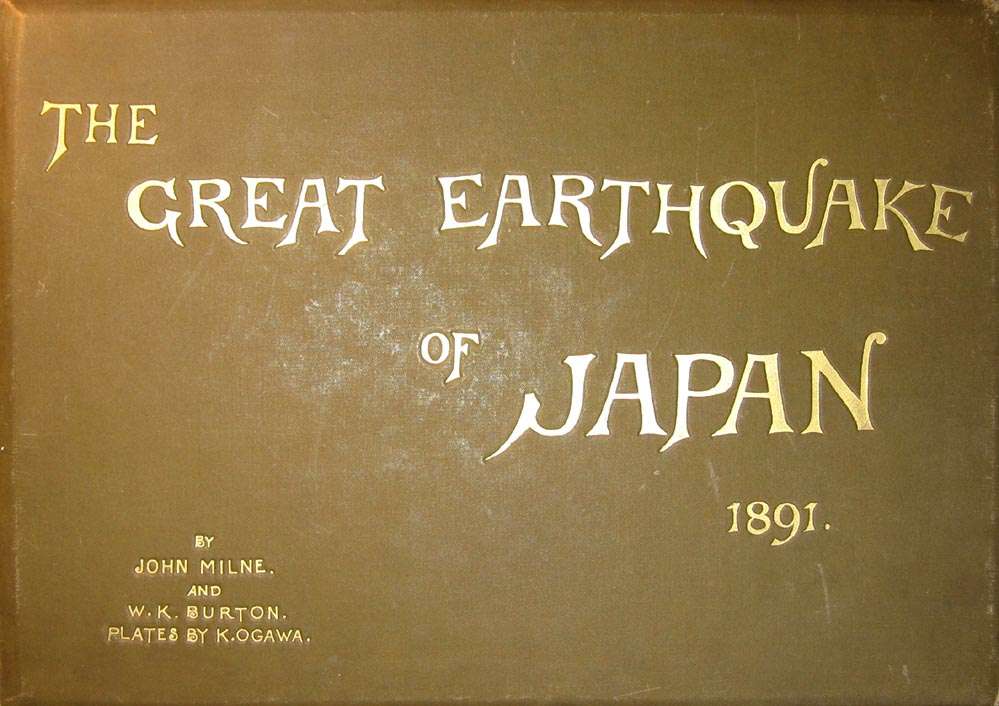 THE
GREAT EARTHQUAKE
OF JAPAN
1891.
BY
JOHN MILNE.
AND
W. K. BURTON.
PLATES BY K. OGAWA.